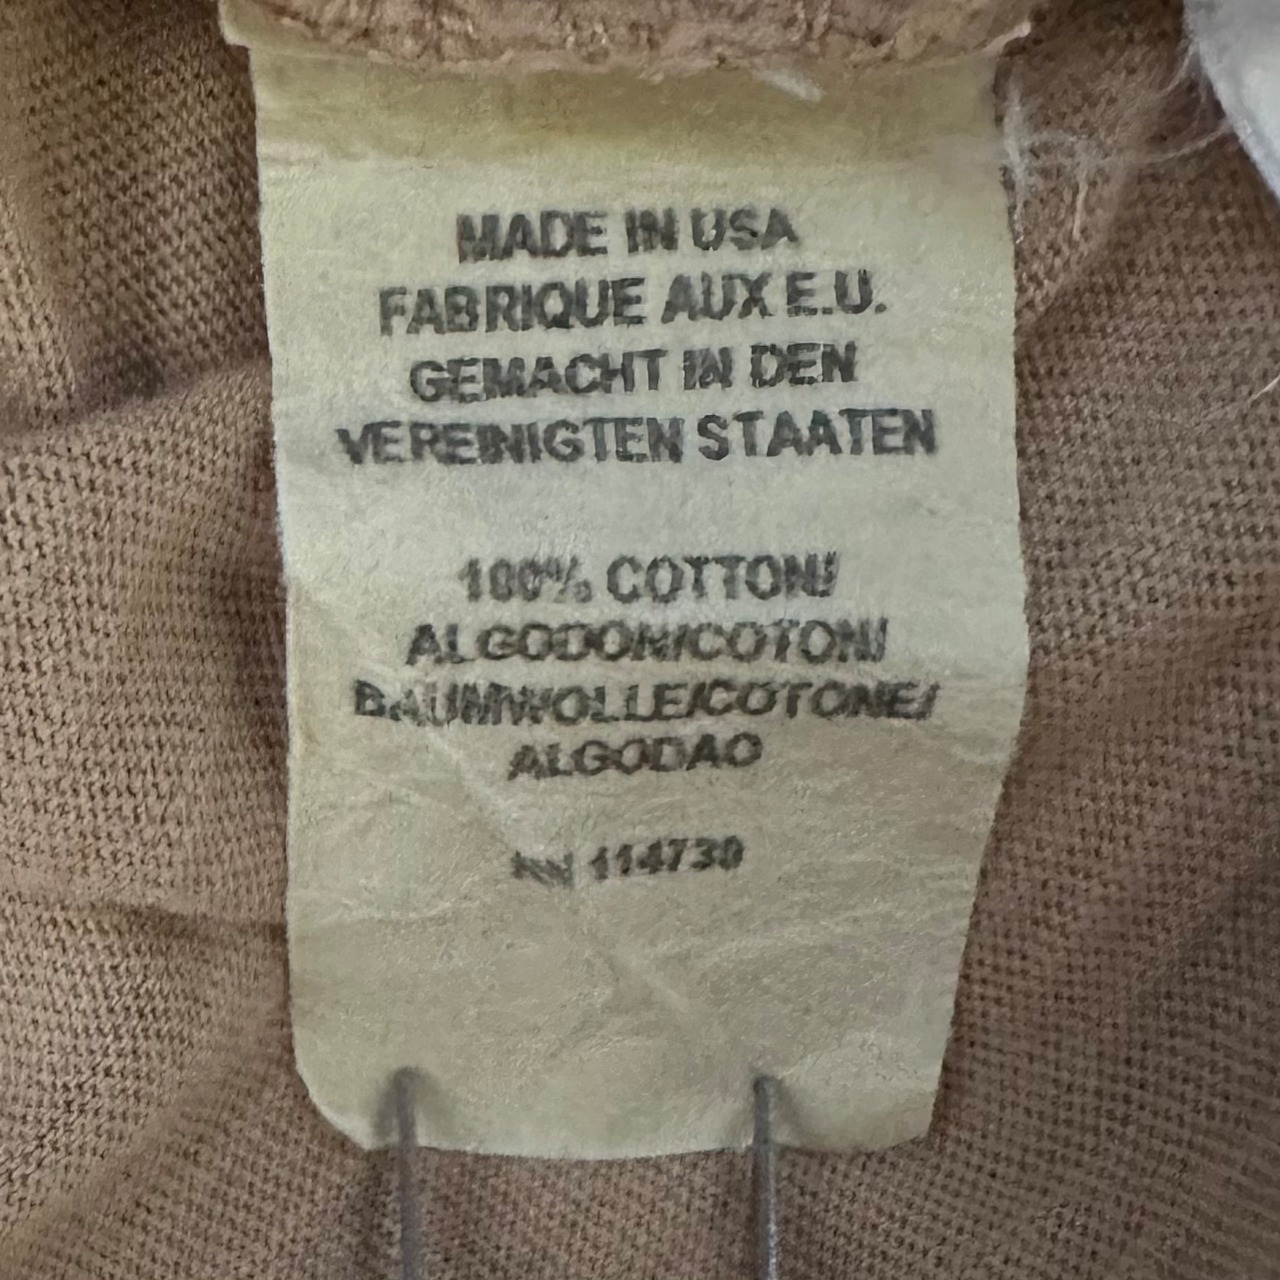 MADE IN USA
FABRIQUE AUX E.U.
GEMACHT IN DEN
VEREINIGTEN STAATEN
100% COTTON/
ALGODON/COTON/
BAUMWOLLE/COTONE/
ALGODAO
RN 114730